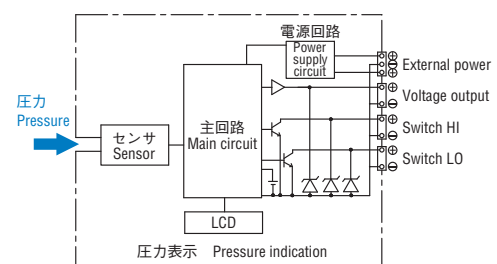 電源回路
Power
supply
circuit
⊕
⊖
⊕
External power
圧力
Pressure
センサ
Sensor
主回路
Main circuit
⊕
⊖
Voltage output
⊕
⊖
Switch HI
⊕
⊖
Switch LO
LCD
圧力表示 Pressure indication